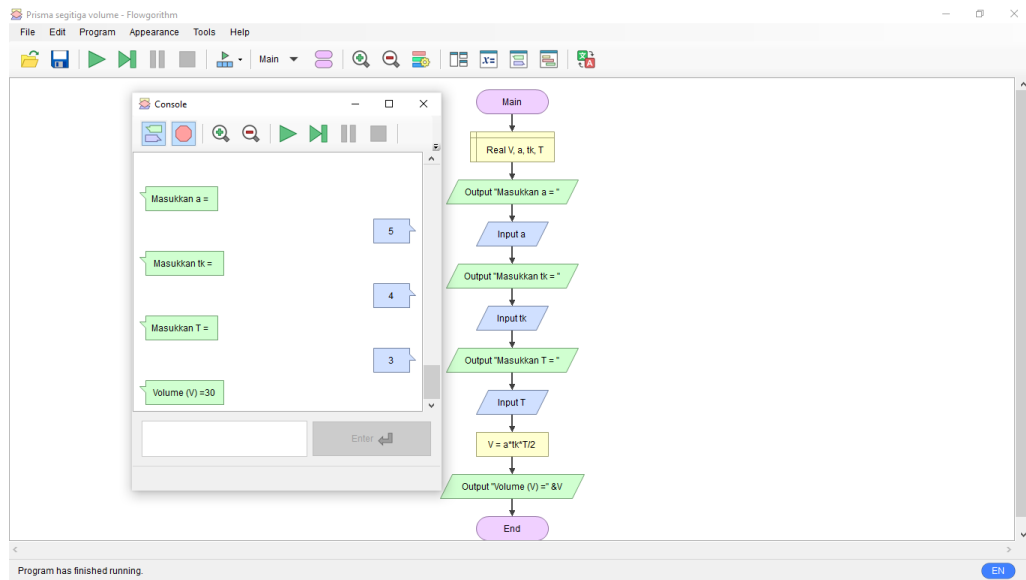 Prisma segitiga volume - Flowgorithm
File Edit Program Appearance Tools Help
Main
Console
Masukkan a =
5
Masukkan tk =
4
Masukkan T =
3
Volume (V) =30
Enter
Main
Real V, a, tk, T
Output "Masukkan a = "
Input a
Output "Masukkan tk = "
Input tk
Output "Masukkan T = "
Input T
V = a*tk*T/2
Output "Volume (V) =" &V
End
Program has finished running.
EN